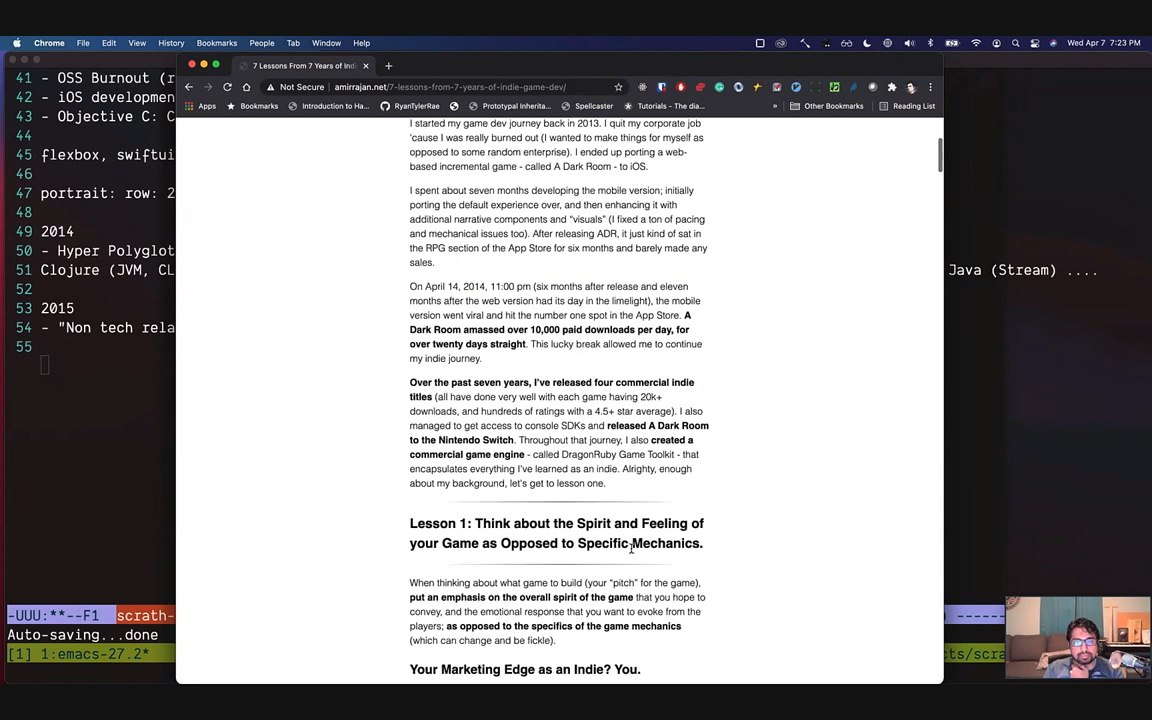 Chrome File Edit View History Bookmarks People Tab Window Help Wed Apr 7 7:23 PM
7 Lessons From 7 Years of Indi
Not Secure amirrajan.net/7-lessons-from-7-years-of-indie-game-dev/
Apps Bookmarks Introduction to Ha... RyanTylerRae Prototypal Inherita... Spellcaster Tutorials - The dia... » Other Bookmarks Reading List
41 - OSS Burnout (r
42 - iOS developmen
43 - Objective C: C
44
45 flexbox, swiftui
46
47 portrait: row: 2
48
49 2014
50 - Hyper Polyglot
51 Clojure (JVM, CL
Java (Stream) ....
52
53 2015
54 - "Non tech rela
55
I started my game dev journey back in 2013. I quit my corporate job
'cause I was really burned out (I wanted to make things for myself as
opposed to some random enterprise). I ended up porting a web-
based incremental game - called A Dark Room - to iOS.
I spent about seven months developing the mobile version; initially
porting the default experience over, and then enhancing it with
additional narrative components and “visuals” (I fixed a ton of pacing
and mechanical issues too). After releasing ADR, it just kind of sat in
the RPG section of the App Store for six months and barely made any
sales.
On April 14, 2014, 11:00 pm (six months after release and eleven
months after the web version had its day in the limelight), the mobile
version went viral and hit the number one spot in the App Store. A
Dark Room amassed over 10,000 paid downloads per day, for
over twenty days straight. This lucky break allowed me to continue
my indie journey.
Over the past seven years, I've released four commercial indie
titles (all have done very well with each game having 20k+
downloads, and hundreds of ratings with a 4.5+ star average). I also
managed to get access to console SDKs and released A Dark Room
to the Nintendo Switch. Throughout that journey, I also created a
commercial game engine - called DragonRuby Game Toolkit - that
encapsulates everything I've learned as an indie. Alrighty, enough
about my background, let's get to lesson one.
Lesson 1: Think about the Spirit and Feeling of
your Game as Opposed to Specific Mechanics.
When thinking about what game to build (your “pitch” for the game),
put an emphasis on the overall spirit of the game that you hope to
convey, and the emotional response that you want to evoke from the
players; as opposed to the specifics of the game mechanics
(which can change and be fickle).
Your Marketing Edge as an Indie? You.
-UUU:**--F1 scrath-
Auto-saving...done
[1] 1:emacs-27.2*
cts/scra